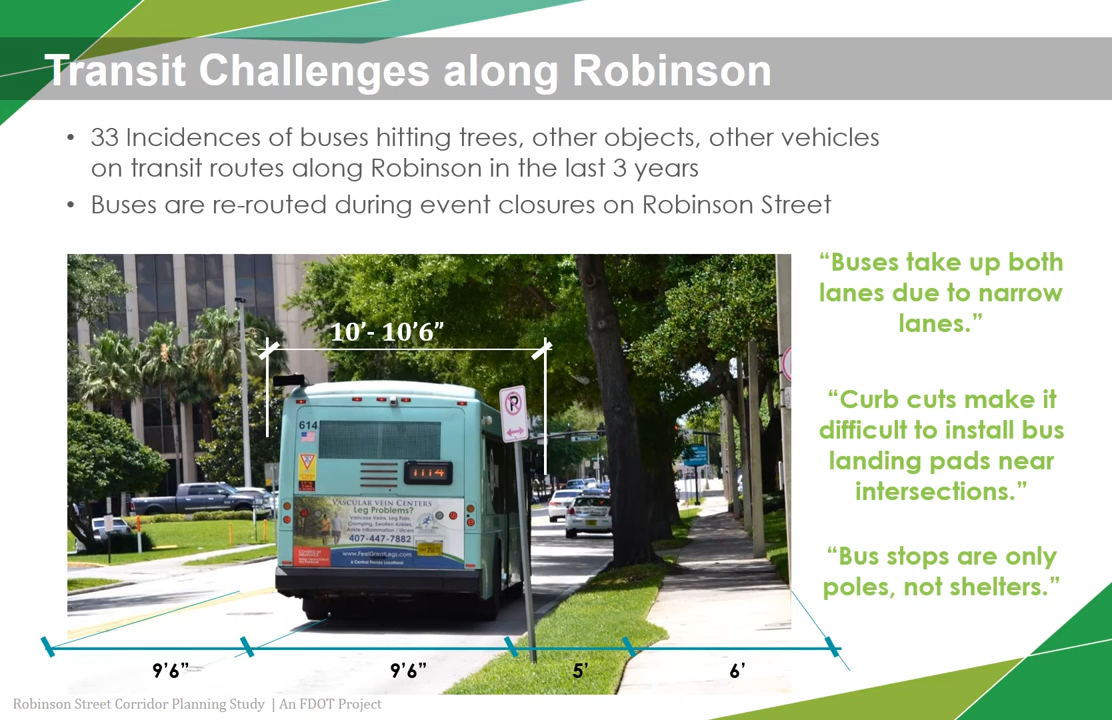 Transit Challenges along Robinson
• 33 Incidences of buses hitting trees, other objects, other vehicles
on transit routes along Robinson in the last 3 years
• Buses are re-routed during event closures on Robinson Street
“Buses take up both
lanes due to narrow
lanes.”
“Curb cuts make it
difficult to install bus
landing pads near
intersections.”
“Bus stops are only
poles, not shelters.”
10’- 10’6”
614
P
1114
VASCULAR VEIN CENTERS
Leg Problems?
Varicose Veins, Leg Pain,
Cramping, Swollen Ankles,
Ankle Inflammation / Ulcers
407-447-7882
www.FeelGreatLegs.com
9’6”
9’6”
5’
6’
Robinson Street Corridor Planning Study | An FDOT Project